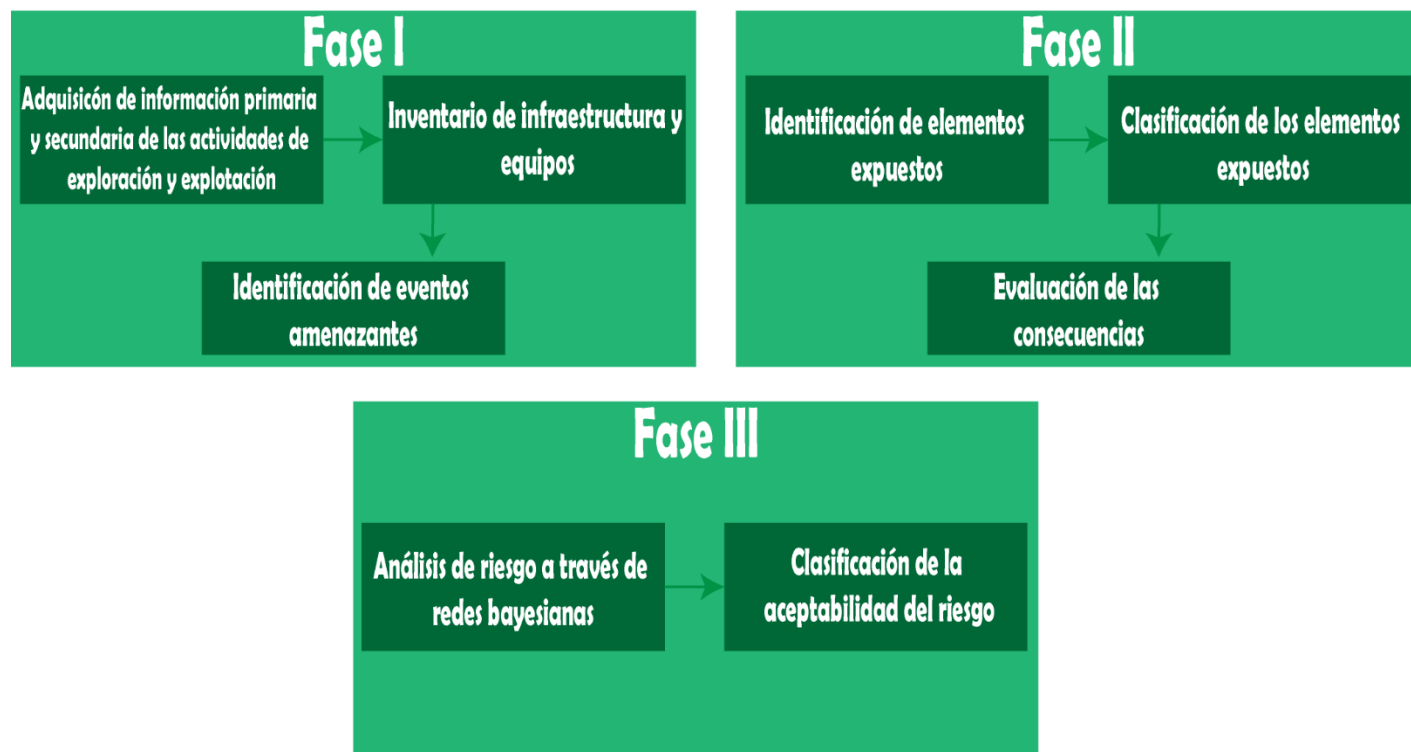 Fase I
Adquisicón de información primaria
y secundaria de las actividades de
exploración y explotación
Inventario de infraestructura y
equipos
Identificación de eventos
amenazantes
Fase II
Identificación de elementos
expuestos
Clasificación de los elementos
expuestos
Evaluación de las
consecuencias
Fase III
Análisis de riesgo a través de
redes bayesianas
Clasificación de la
aceptabilidad del riesgo